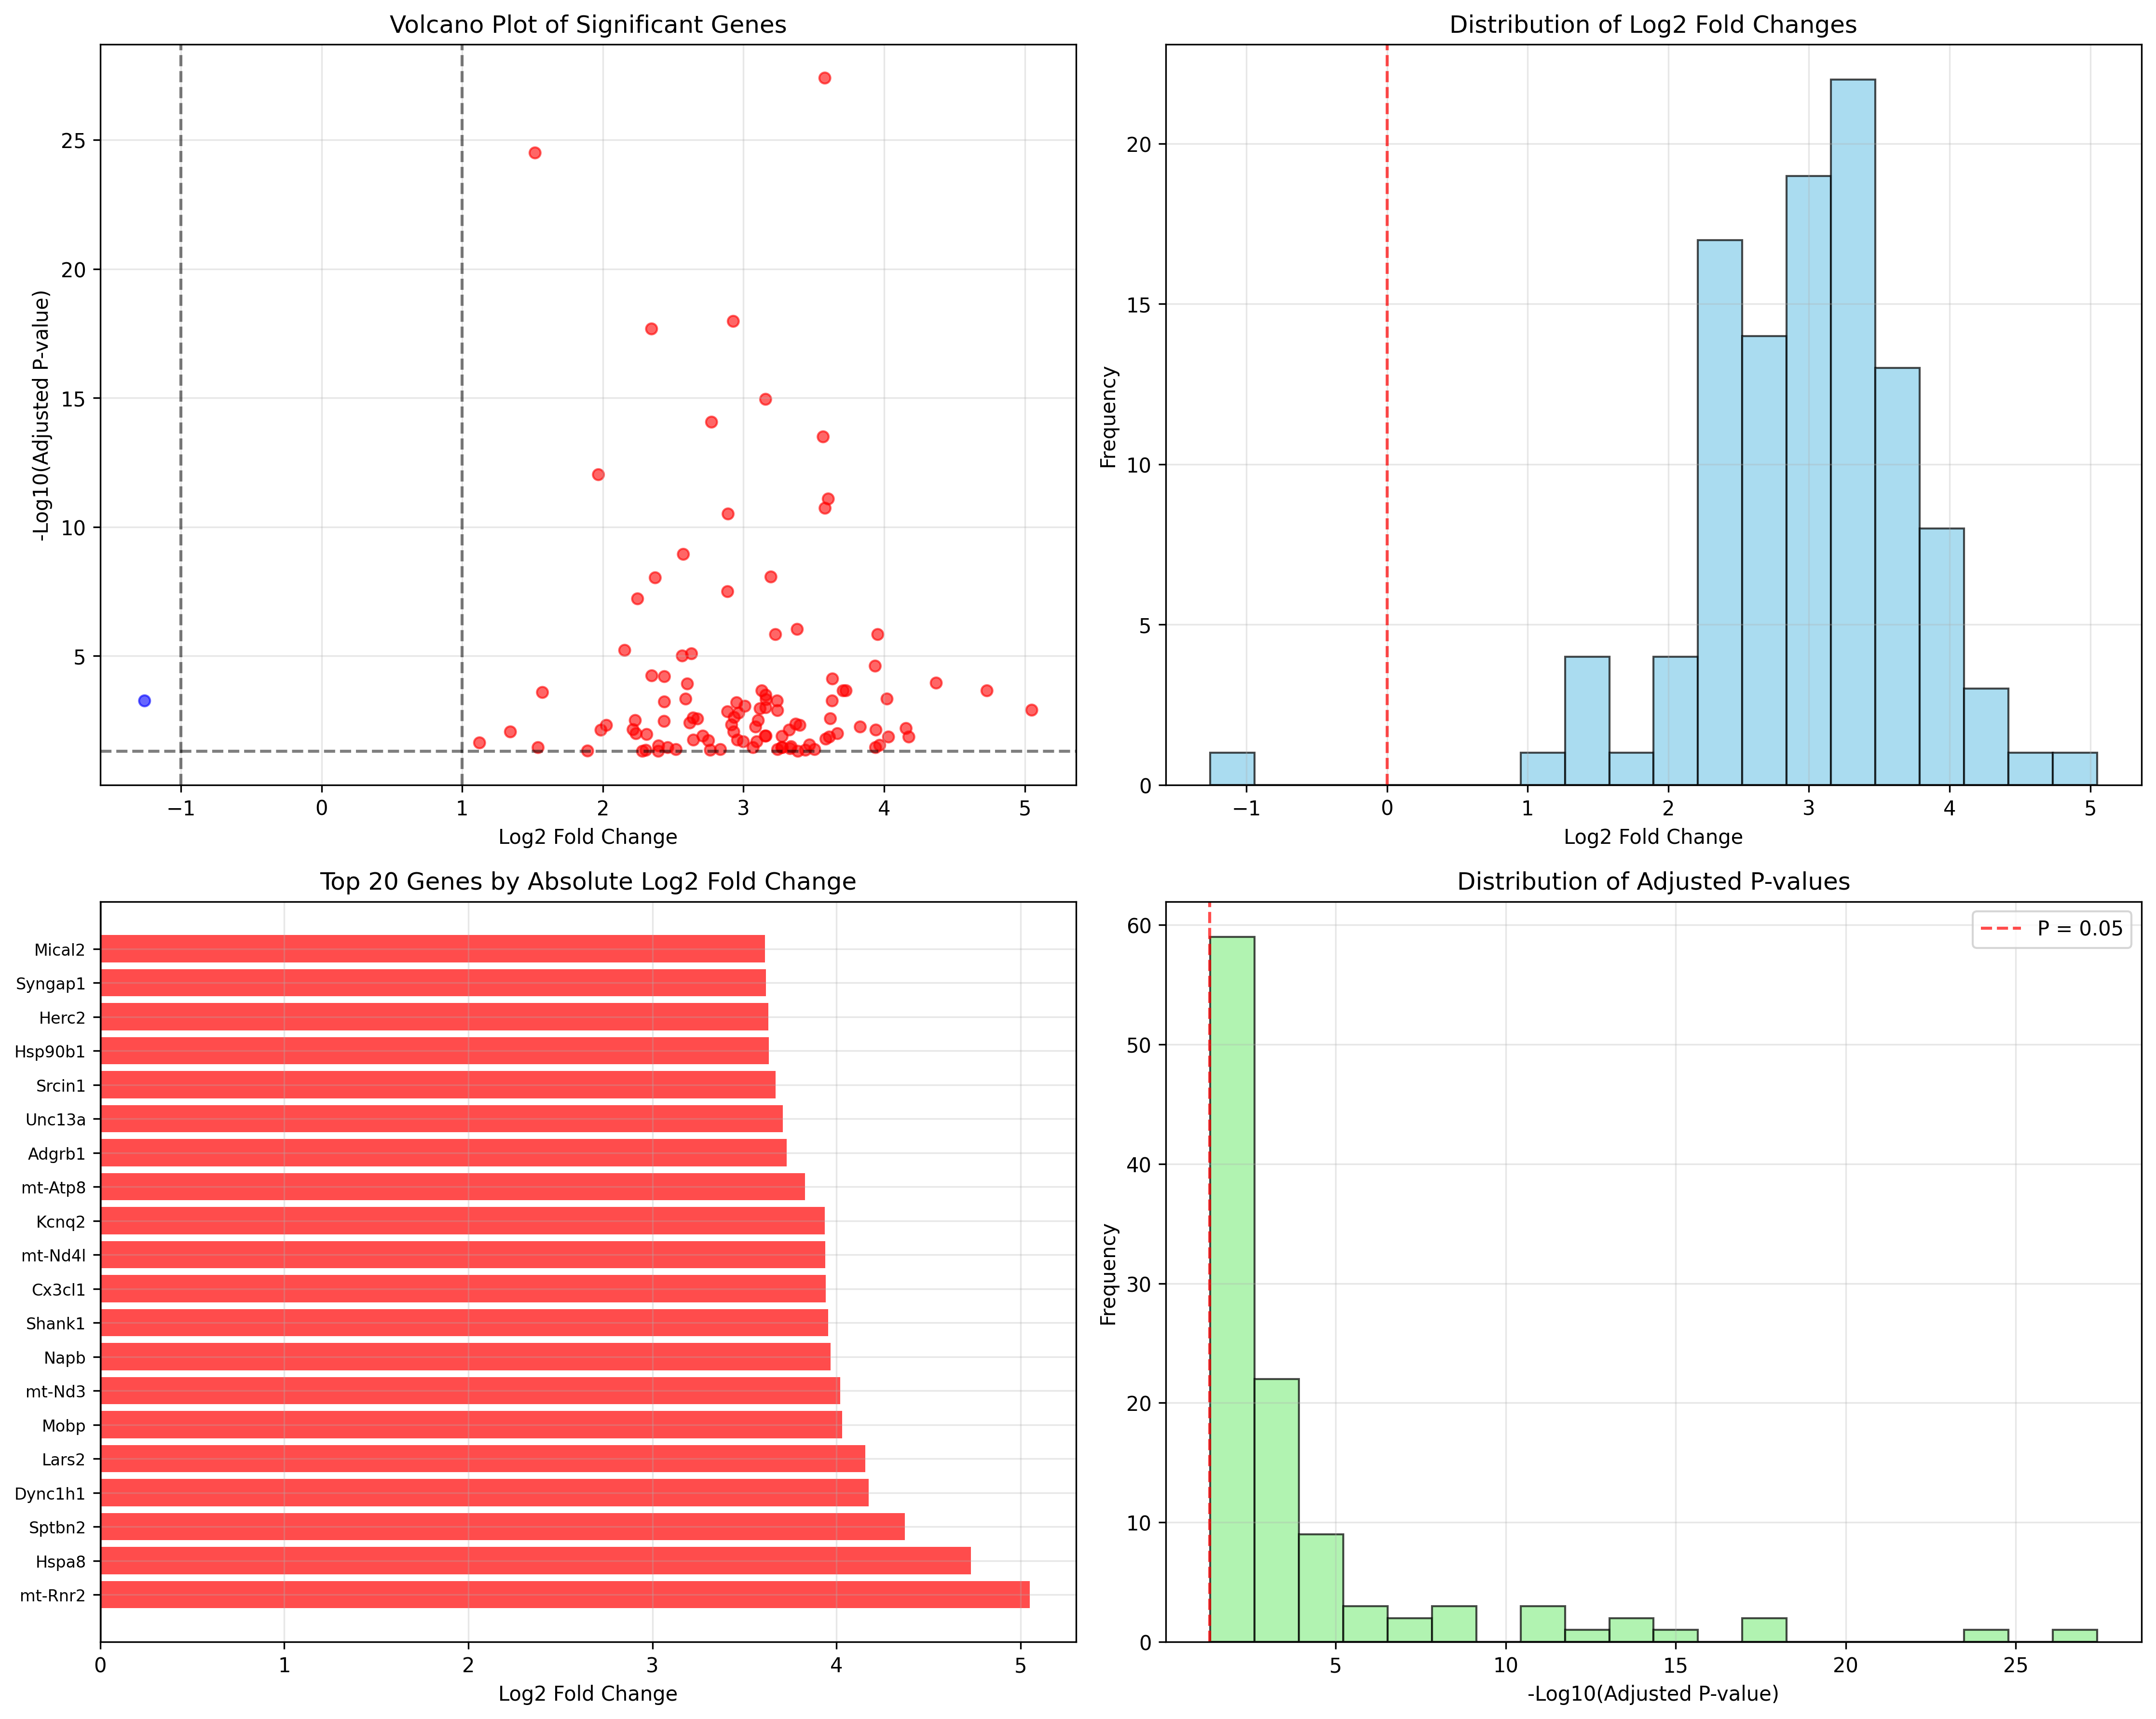 Volcano Plot of Significant Genes
-Log10(Adjusted P-value)
25
20
15
10
5
−1
0
1
2
3
4
5
Log2 Fold Change
Distribution of Log2 Fold Changes
Frequency
20
15
10
5
0
−1
0
1
2
3
4
5
Log2 Fold Change
Top 20 Genes by Absolute Log2 Fold Change
Mical2
Syngap1
Herc2
Hsp90b1
Srcin1
Unc13a
Adgrb1
mt-Atp8
Kcnq2
mt-Nd4l
Cx3cl1
Shank1
Napb
mt-Nd3
Mobp
Lars2
Dync1h1
Sptbn2
Hspa8
mt-Rnr2
0
1
2
3
4
5
Log2 Fold Change
Distribution of Adjusted P-values
P = 0.05
Frequency
60
50
40
30
20
10
0
5
10
15
20
25
-Log10(Adjusted P-value)